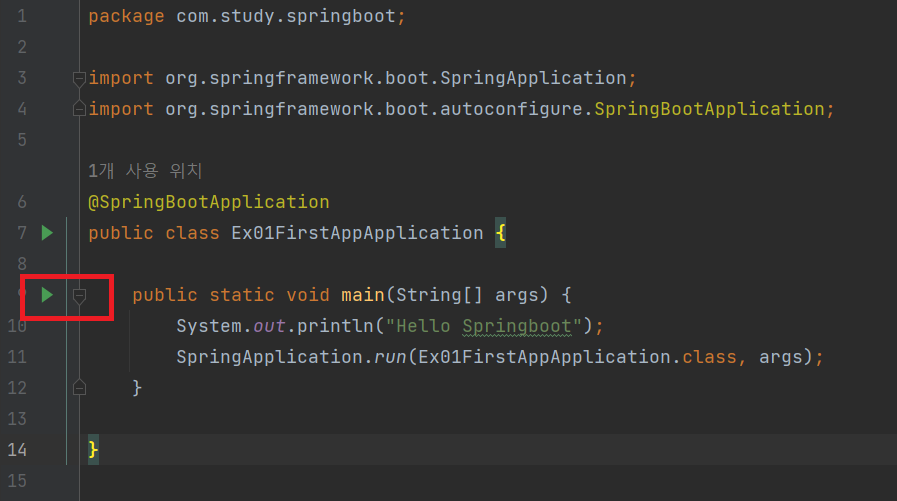 1 package com.study.springboot;
2
3 import org.springframework.boot.SpringApplication;
4 import org.springframework.boot.autoconfigure.SpringBootApplication;
5
1개 사용 위치
6 @SpringBootApplication
7 public class Ex01FirstAppApplication {
8
public static void main(String[] args) {
10 System.out.println("Hello Springboot");
11 SpringApplication.run(Ex01FirstAppApplication.class, args);
12 }
13
14 }
15